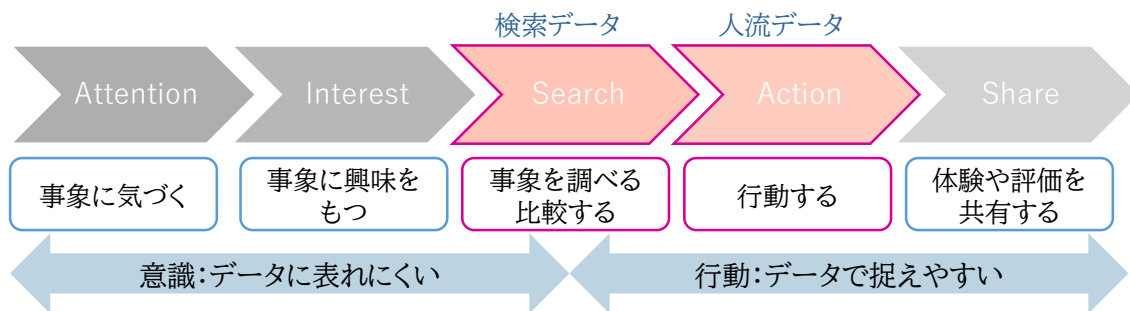 検索データ
人流データ
Attention
Interest
Search
Action
Share
事象に気づく
事象に興味を
もつ
事象を調べる
比較する
行動する
体験や評価を
共有する
意識：データに表れにくい
行動：データで捉えやすい